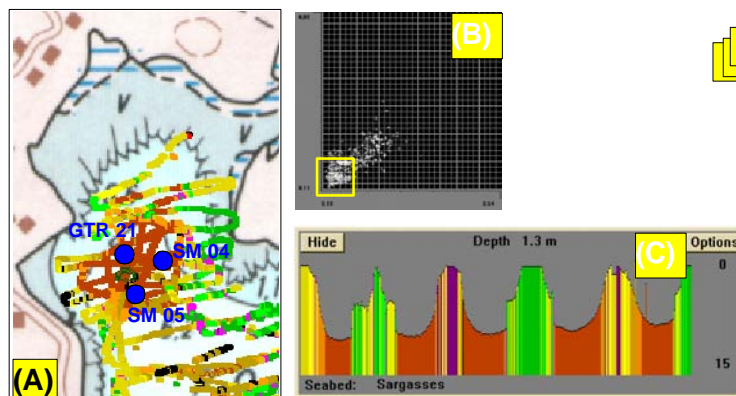 GTR 21
SM 04
SM 05
(A)
(B)
Hide
Depth 1.3 m
Options
(C)
0
15
Seabed: Sargasses